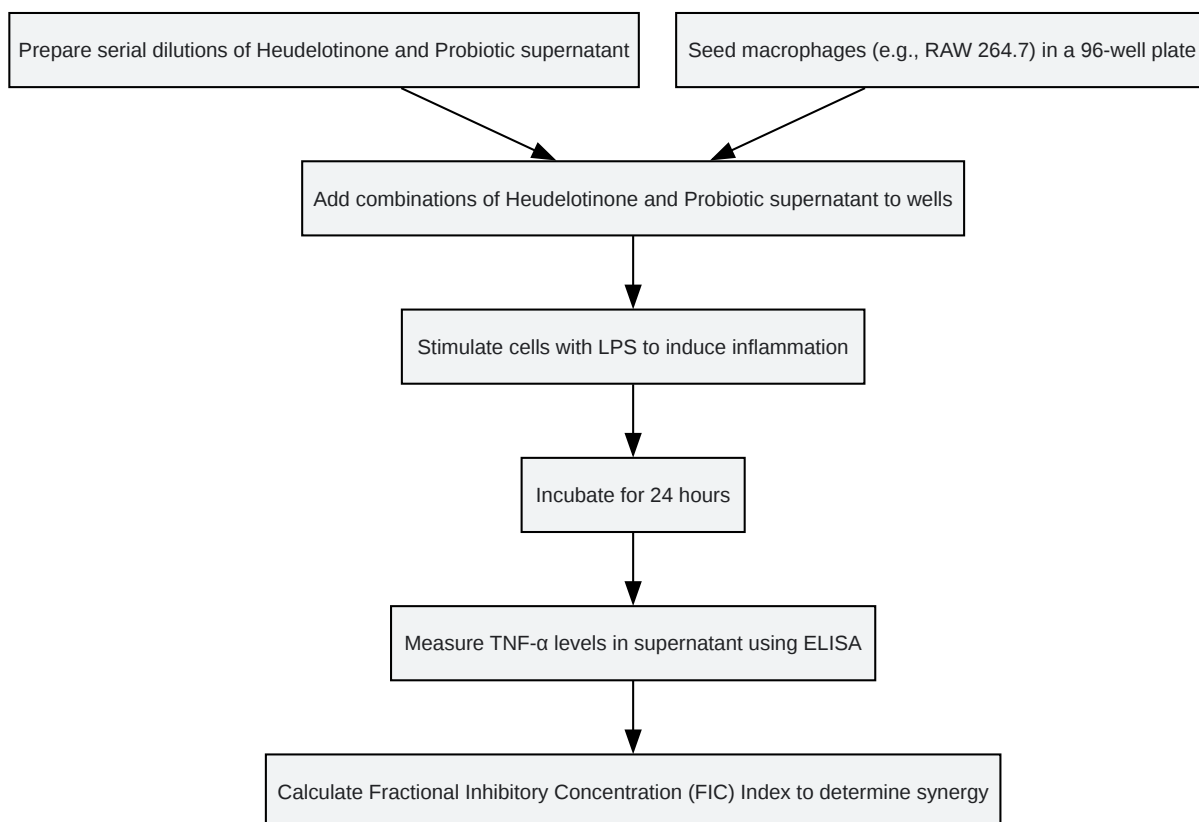 Prepare serial dilutions of Heudelotinone and Probiotic supernatant
Seed macrophages (e.g., RAW 264.7) in a 96-well plate
Add combinations of Heudelotinone and Probiotic supernatant to wells
Stimulate cells with LPS to induce inflammation
Incubate for 24 hours
Measure TNF-α levels in supernatant using ELISA
Calculate Fractional Inhibitory Concentration (FIC) Index to determine synergy